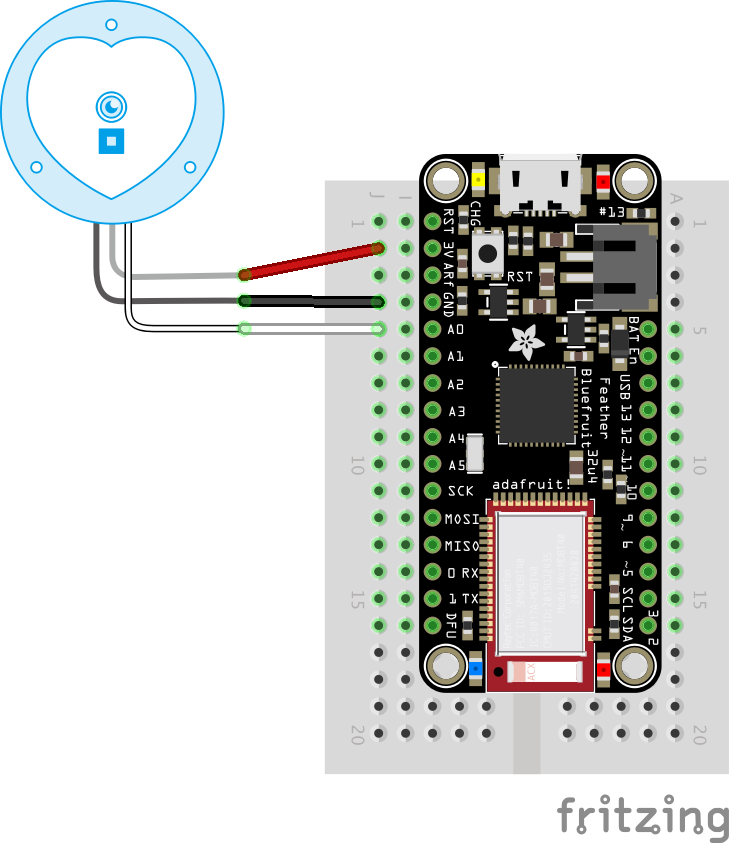 J I A
1 1
RST
3V
ARf
GND
A0
A1
A2
A3
A4
A5
SCK
MOSI
MISO
0 RX
1 TX
DFU
CHG
RST
#13
BAT
En
USB
13
12
~11
~10
9~
6
~5
SCL
SDA
3
2
Bluefruit
32u4
Feather
adafruit!
ACX
5
10 10
15 15
20 20
fritzing